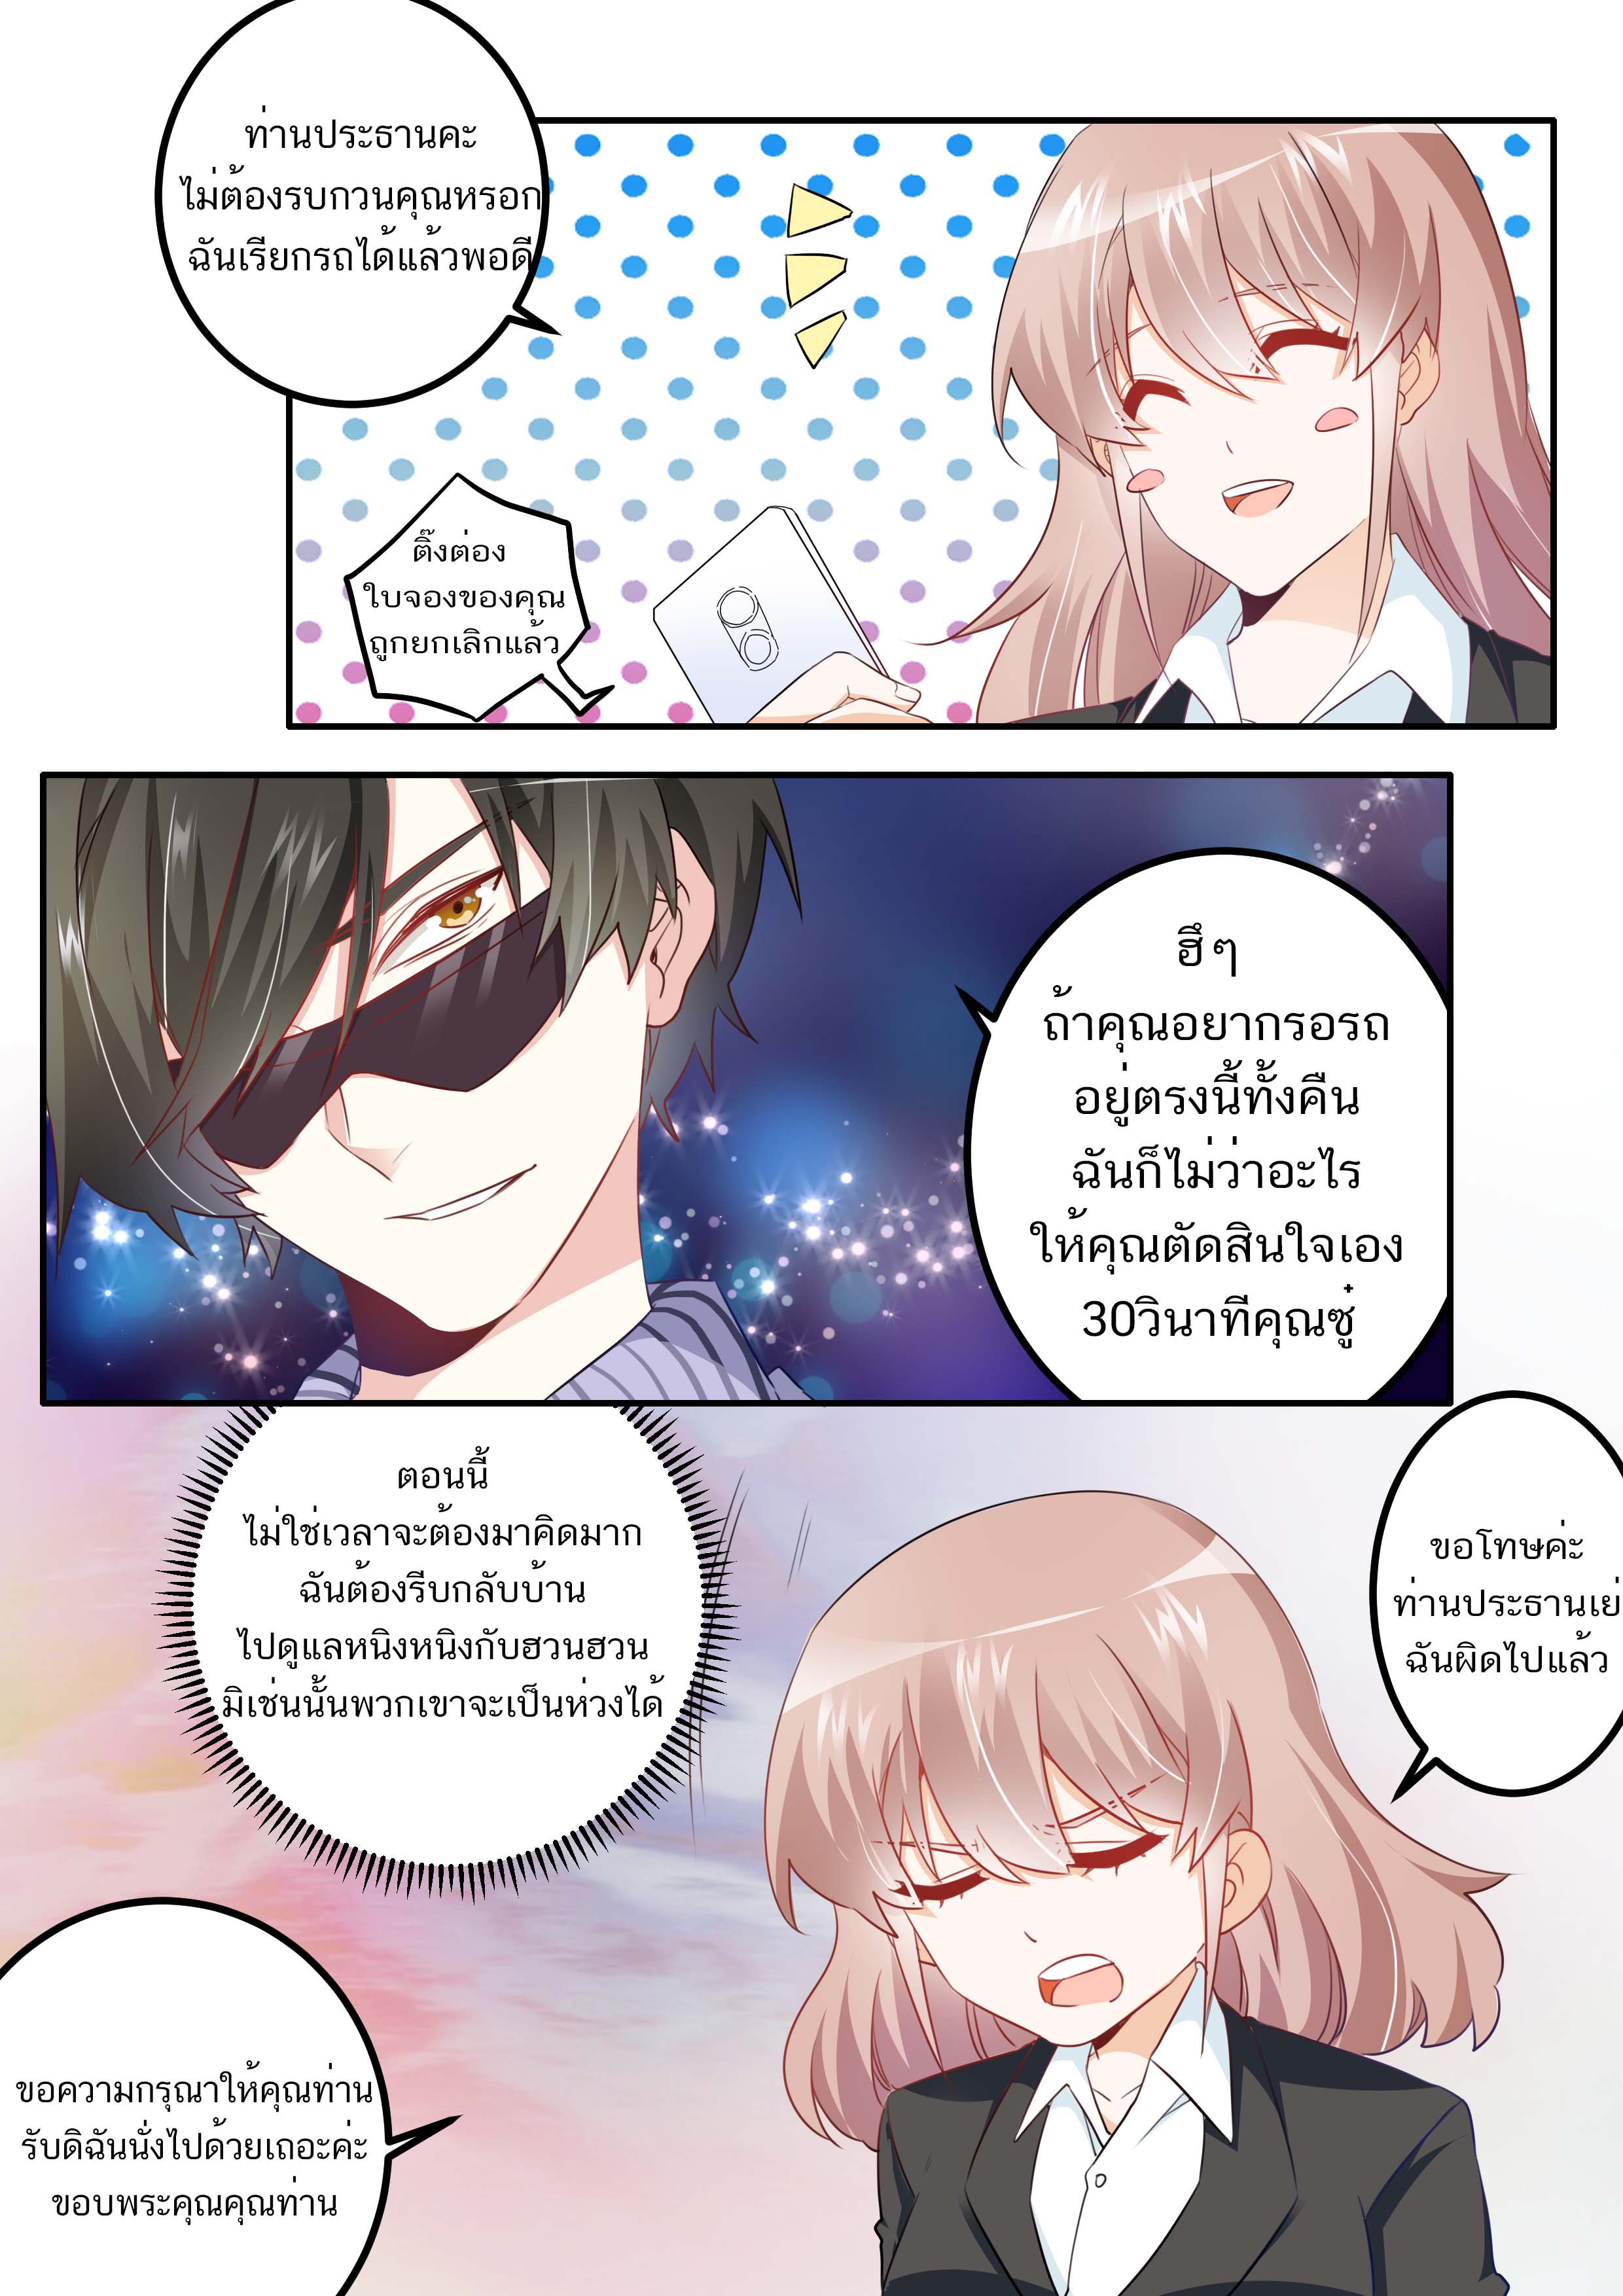 ท่านประธานคะ
ไม่ต้องรบกวนคุณหรอก
ฉันเรียกรถได้แล้วพอดี
ติ๊งต่อง
ใบจองของคุณ
ถูกยกเลิกแล้ว
ฮึๆ
ถ้าคุณอยากรอรถ
อยู่ตรงนี้ทั้งคืน
ฉันก็ไม่ว่าอะไร
ให้คุณตัดสินใจเอง
30วินาทีคุณซู๋
ตอนนี้
ไม่ใช่เวลาจะต้องมาคิดมาก
ฉันต้องรีบกลับบ้าน
ไปดูแลหนิงหนิงกับฮวนฮวน
มิเช่นนั้นพวกเขาจะเป็นห่วงได้
ขอโทษค่ะ
ท่านประธานเย่
ฉันผิดไปแล้ว
ขอความกรุณาให้คุณท่าน
รับดิฉันนั่งไปด้วยเถอะค่ะ
ขอบพระคุณคุณท่าน